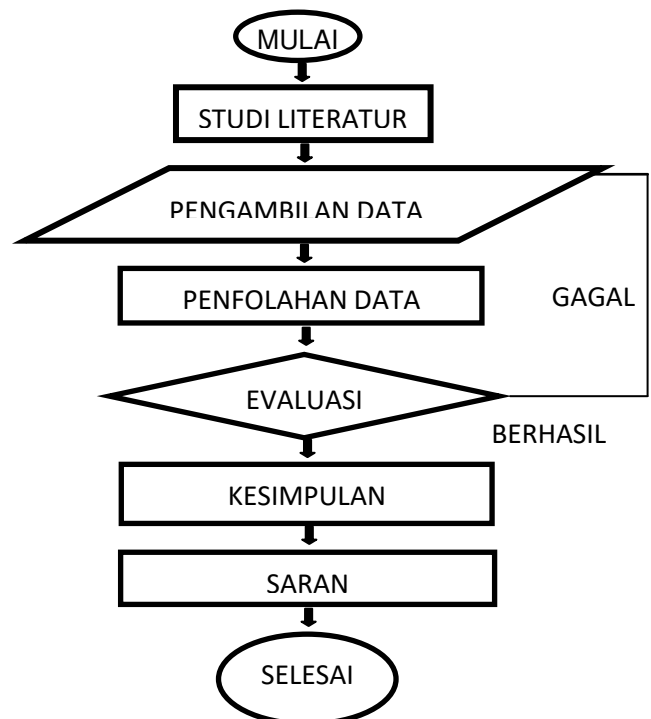 MULAI
STUDI LITERATUR
PENGAMBILAN DATA
PENFOLAHAN DATA
GAGAL
EVALUASI
BERHASIL
KESIMPULAN
SARAN
SELESAI